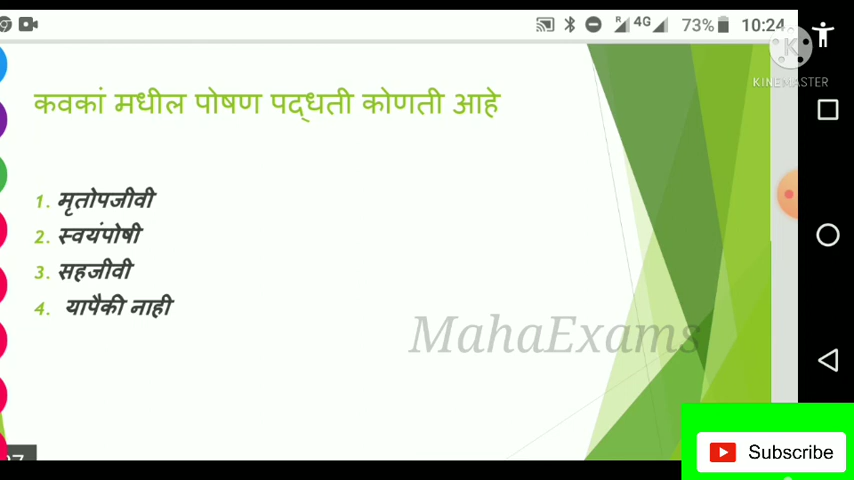 R 4G 73% 10:24
K
KINEMASTER
कवकां मधील पोषण पद्धती कोणती आहे
1. मृतोपजीवी
2. स्वयंपोषी
3. सहजीवी
4. यापैकी नाही
MahaExams
Subscribe